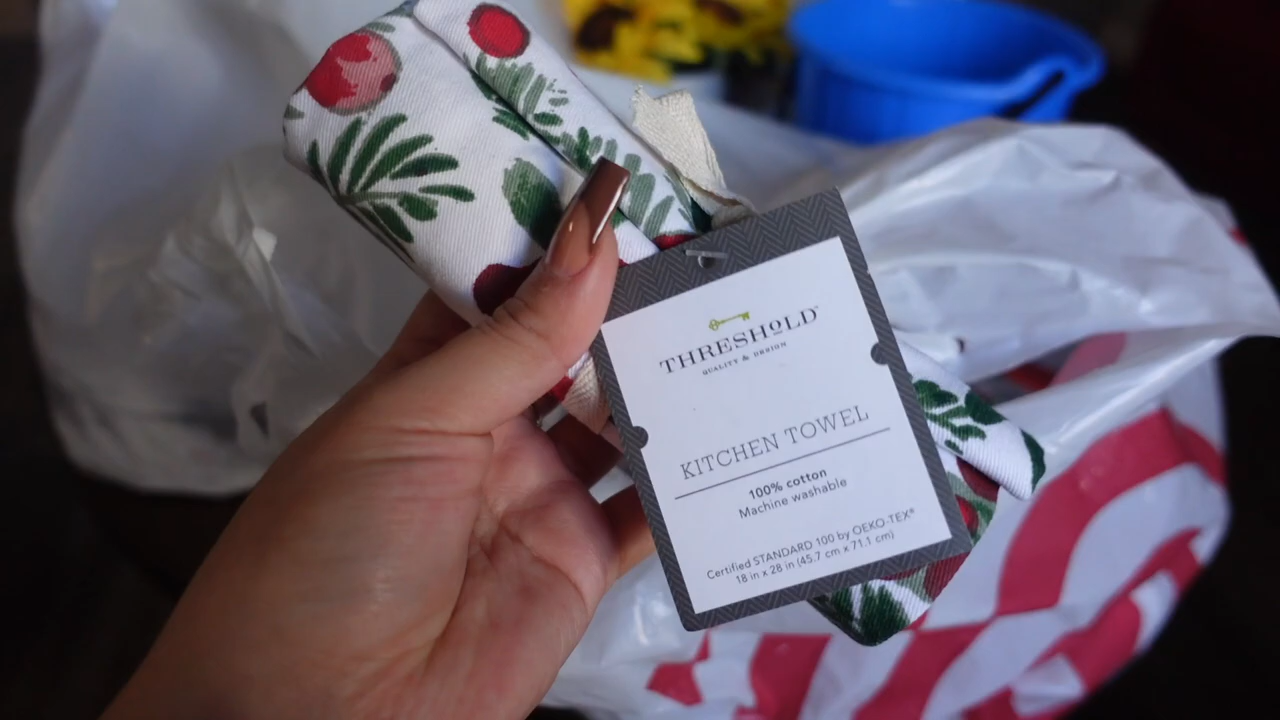 THRESHOLD™
QUALITY & DESIGN
KITCHEN TOWEL
100% cotton
Machine washable
Certified STANDARD 100 by OEKO-TEX®
18 in x 28 in (45.7 cm x 71.1 cm)